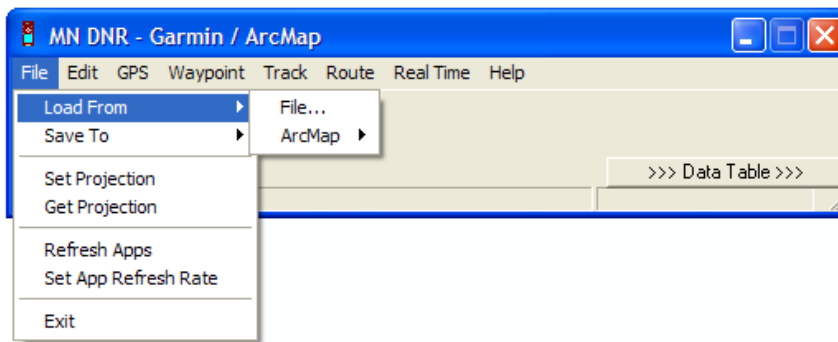 MN DNR - Garmin / ArcMap
File Edit GPS Waypoint Track Route Real Time Help
Load From File...
Save To ArcMap
>>> Data Table >>>
Set Projection
Get Projection
Refresh Apps
Set App Refresh Rate
Exit